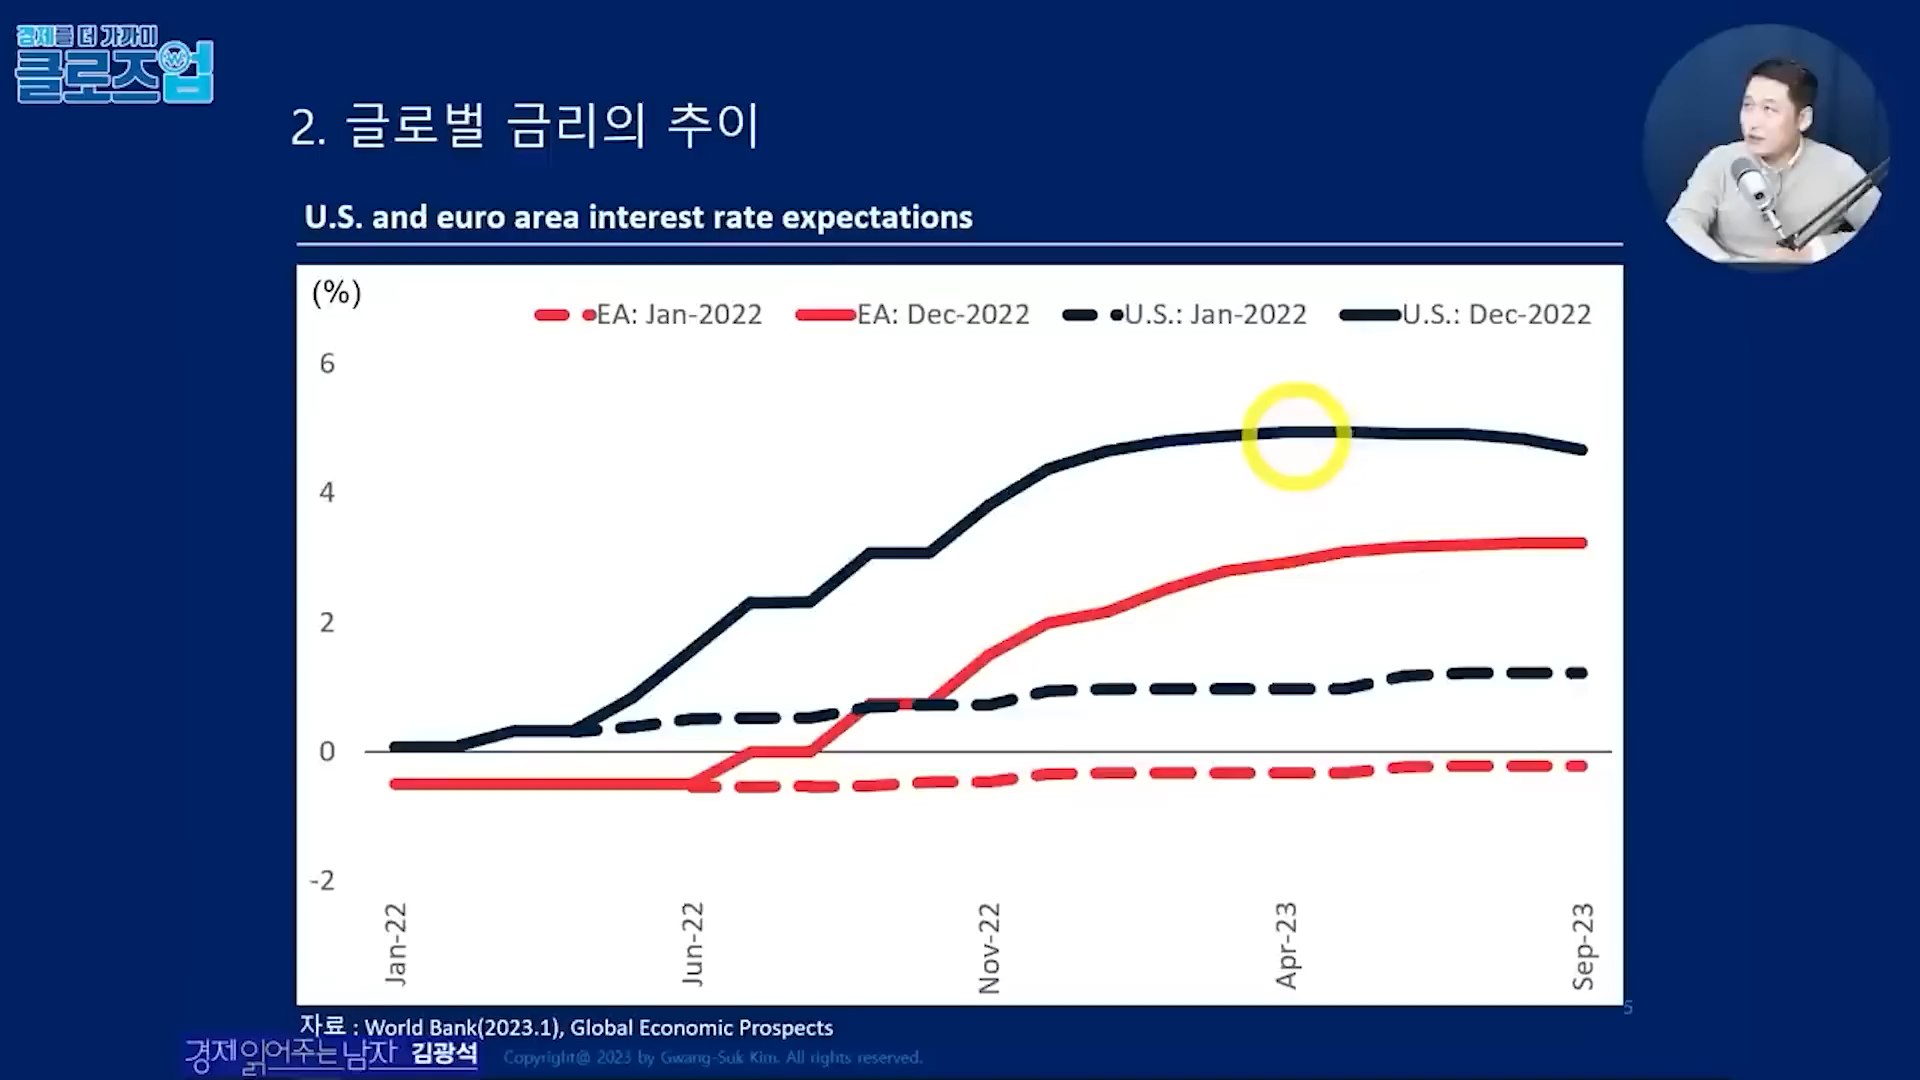 경제를 더 가까이
클로즈업
2. 글로벌 금리의 추이
U.S. and euro area interest rate expectations
(%)
EA: Jan-2022 EA: Dec-2022 U.S.: Jan-2022 U.S.: Dec-2022
6
4
2
0
-2
Jan-22 Jun-22 Nov-22 Apr-23 Sep-23
5
자료 : World Bank(2023.1), Global Economic Prospects
경제 읽어주는 남자 김광석 Copyright@ 2023 by Gwang-Suk Kim. All rights reserved.